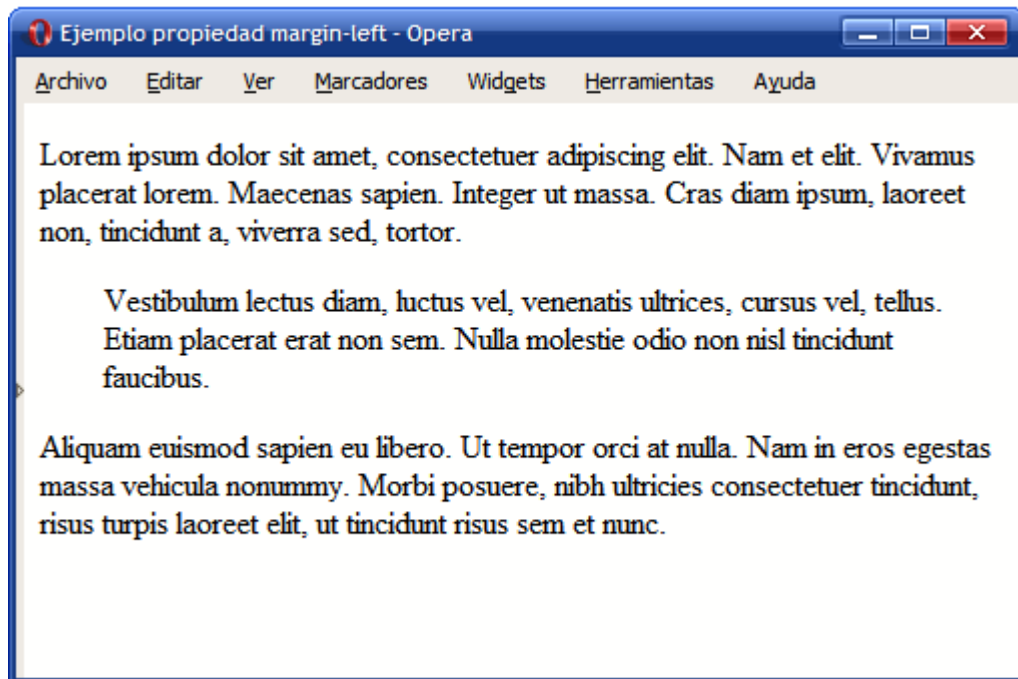 Ejemplo propiedad margin-left - Opera
Archivo Editar Ver Marcadores Widgets Herramientas Ayuda
Lorem ipsum dolor sit amet, consectetuer adipiscing elit. Nam et elit. Vivamus
placerat lorem. Maecenas sapien. Integer ut massa. Cras diam ipsum, laoreet
non, tincidunt a, viverra sed, tortor.
Vestibulum lectus diam, luctus vel, venenatis ultrices, cursus vel, tellus.
Etiam placerat erat non sem. Nulla molestie odio non nisl tincidunt
faucibus.
Aliquam euismod sapien eu libero. Ut tempor orci at nulla. Nam in eros egestas
massa vehicula nonummy. Morbi posuere, nibh ultricies consectetuer tincidunt,
risus turpis laoreet elit, ut tincidunt risus sem et nunc.